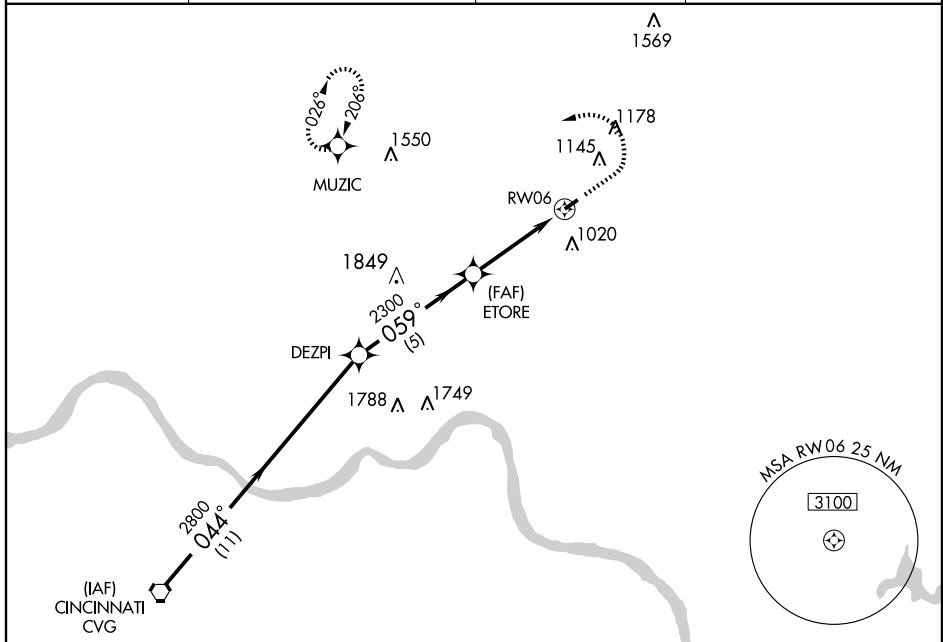 1569
026°
206°
1178
1550
1145
MUZIC
RW06
1020
1849
(FAF)
ETORE
2300
059°
(5)
DEZPI
1788
1749
MSA RW06 25 NM
3100
2800
044°
(11)
(IAF)
CINCINNATI
CVG